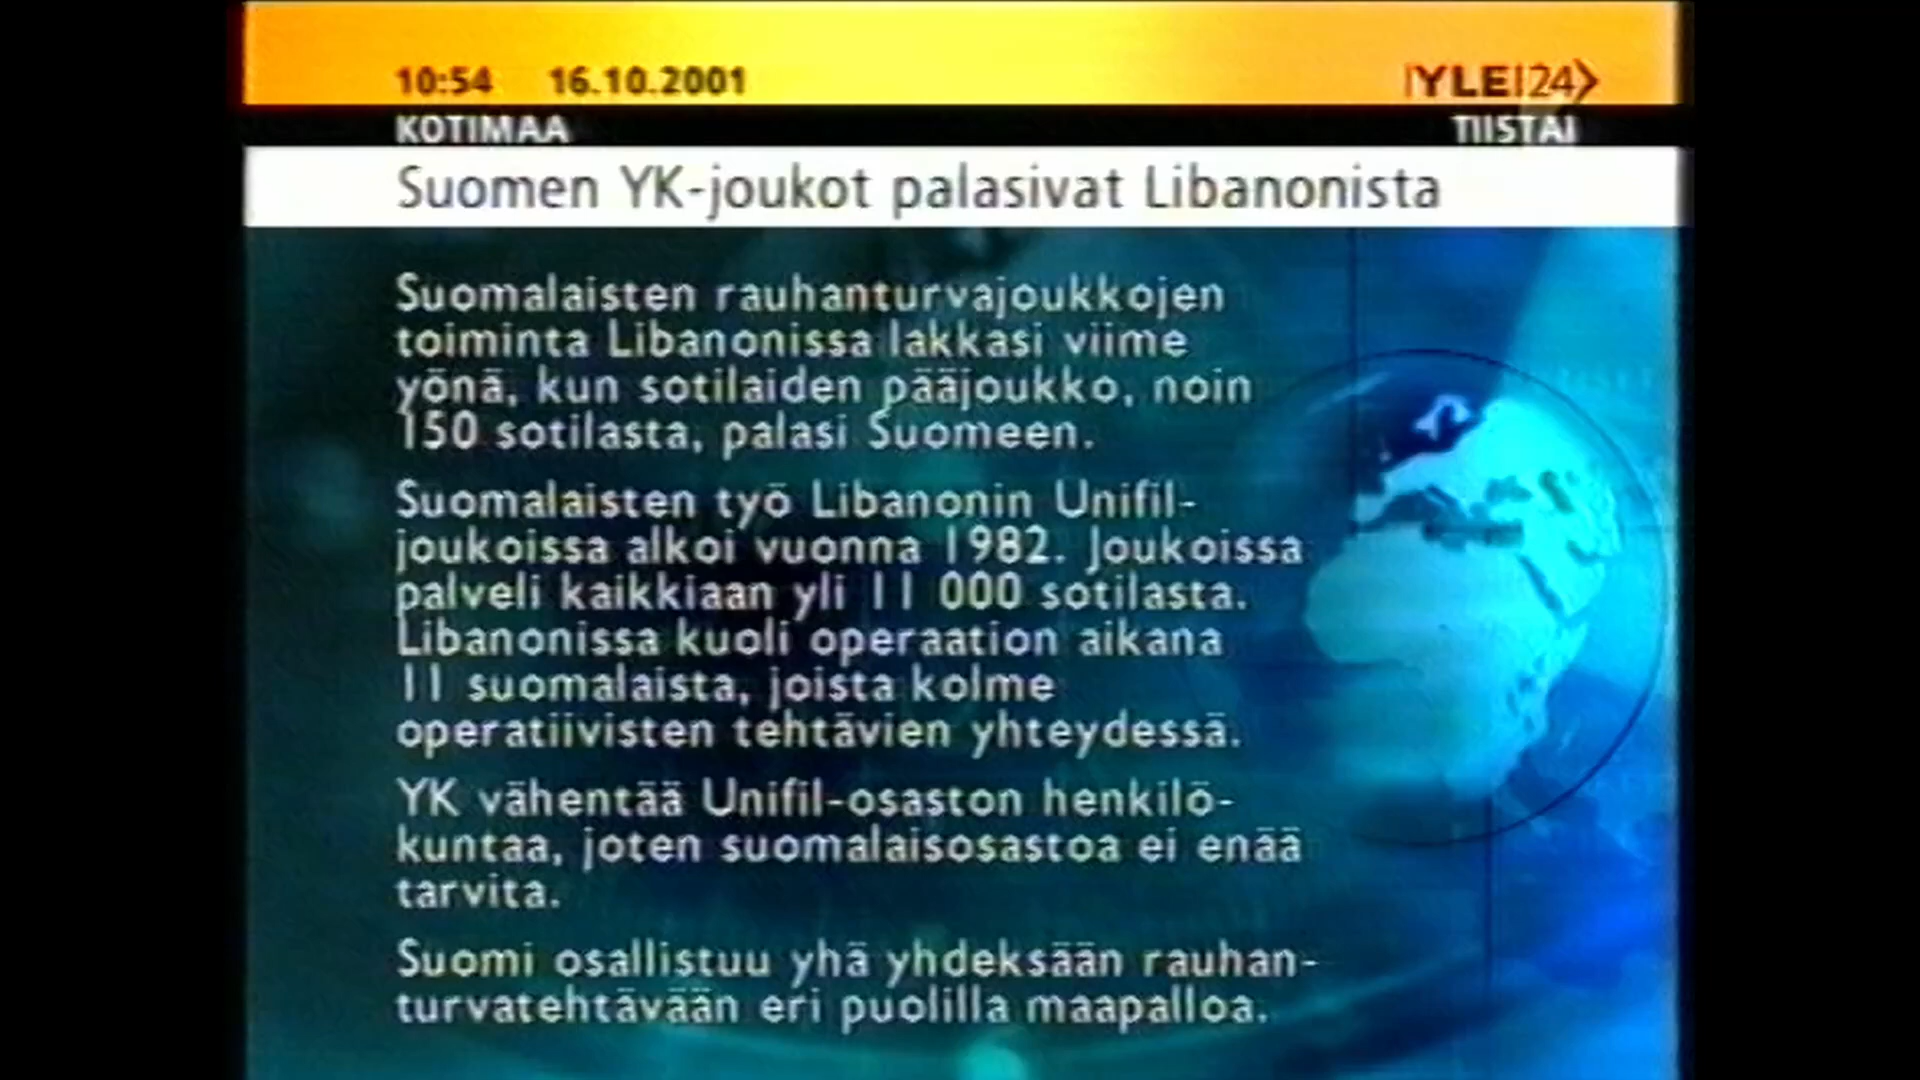 10:54 16.10.2001 YLE24
KOTIMAA TIISTAI
Suomen YK-joukot palasivat Libanonista
Suomalaisten rauhanturvajoukkojen
toiminta Libanonissa lakkasi viime
yönä, kun sotilaiden pääjoukko, noin
150 sotilasta, palasi Suomeen.
Suomalaisten työ Libanonin Unifil-
joukoissa alkoi vuonna 1982. Joukoissa
palveli kaikkiaan yli 11 000 sotilasta.
Libanonissa kuoli operaation aikana
11 suomalaista, joista kolme
operatiivisten tehtävien yhteydessä.
YK vähentää Unifil-osaston henkilö-
kuntaa, joten suomalaisosastoa ei enää
tarvita.
Suomi osallistuu yhä yhdeksään rauhan-
turvatehtävään eri puolilla maapalloa.